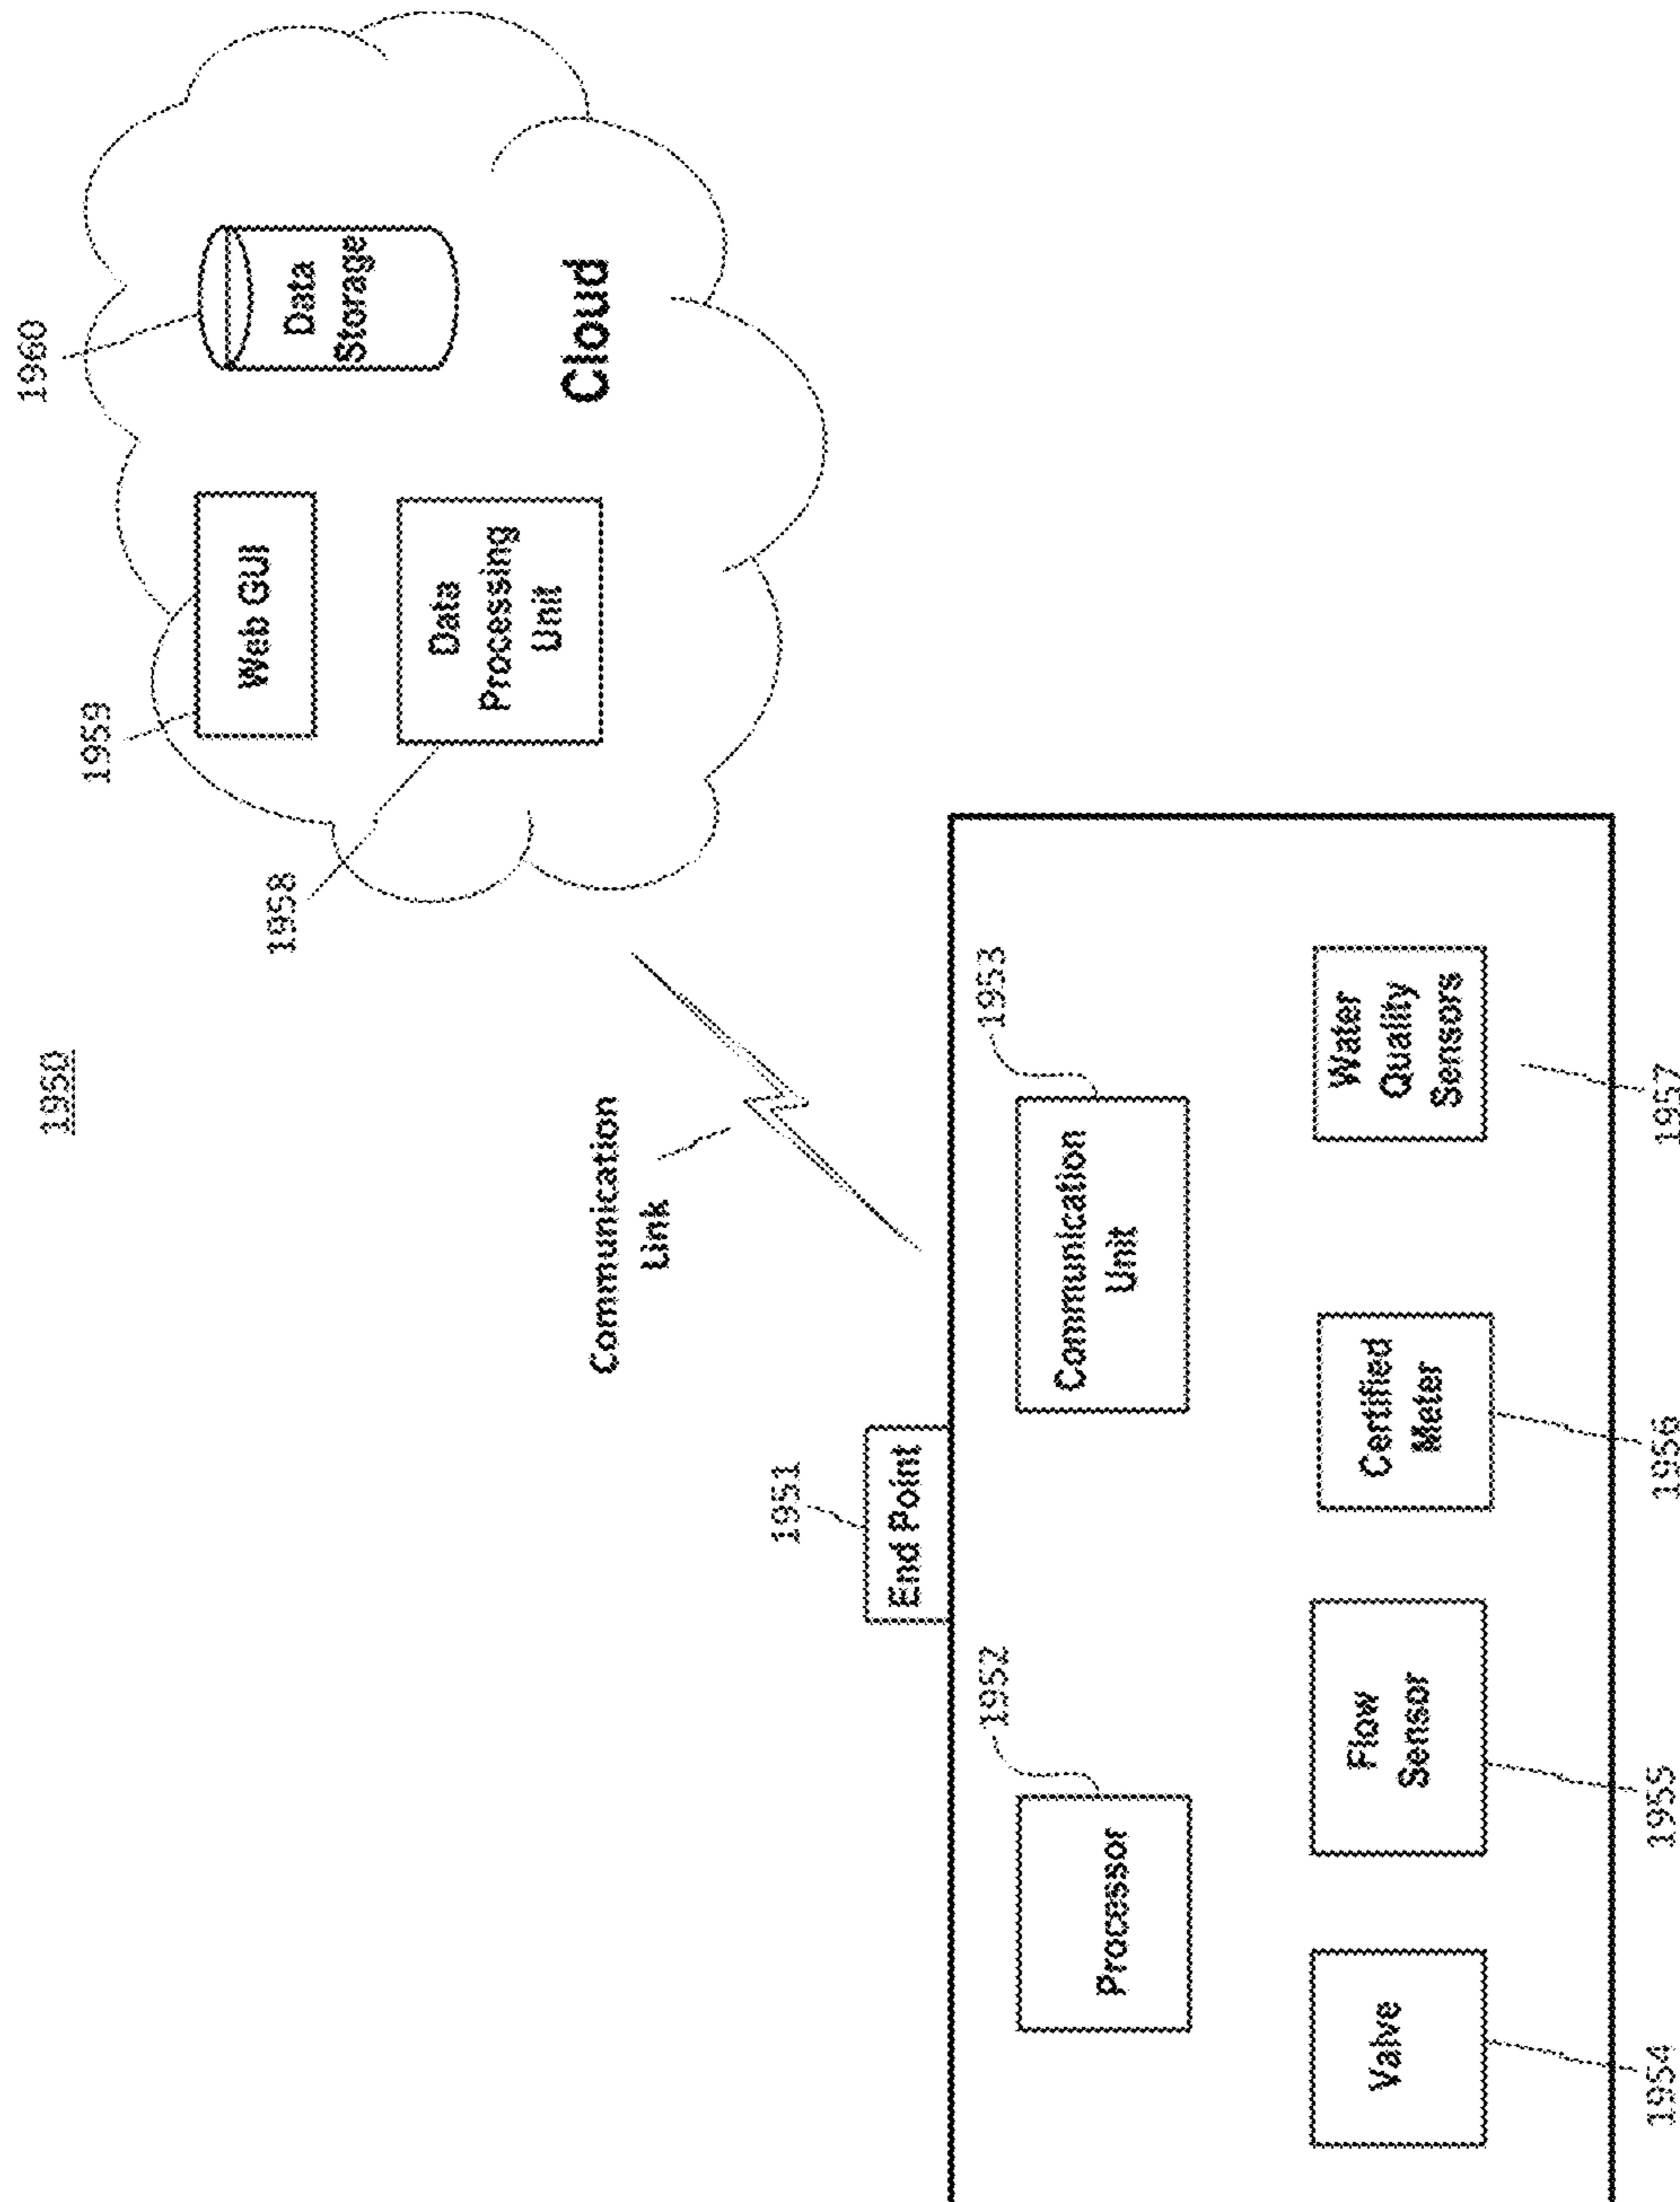 1950
1960
1959
Web GUI
Data
Storage
1958
Data
Processing
Unit
Cloud
Communication
Link
1951
End Point
1952
1953
Processor
Communication
Unit
Valve
Flow
Sensor
Certified
Meter
Water
Quality
Sensors
1954
1955
1956
1957